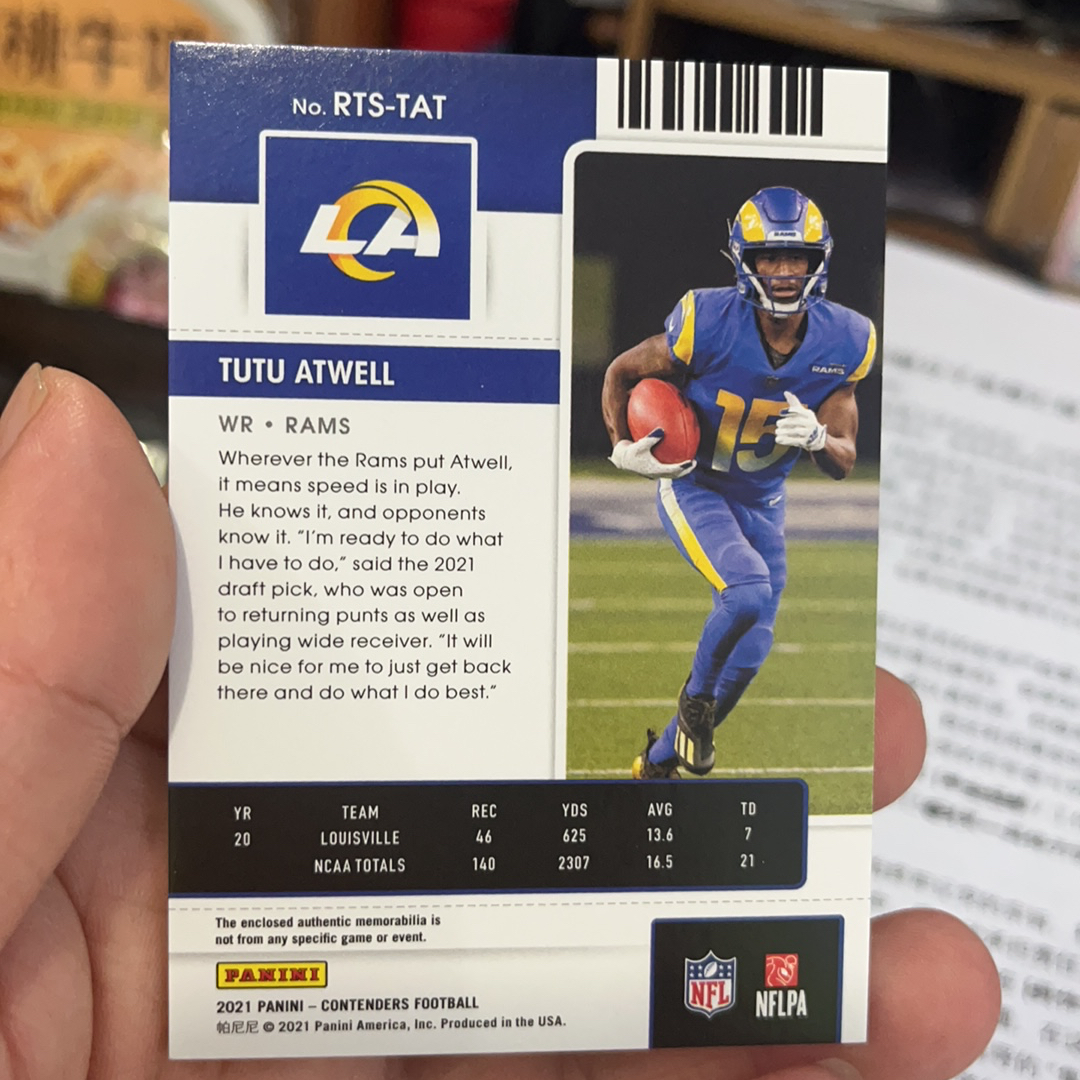 No. RTS-TAT
LA
TUTU ATWELL
WR • RAMS
Wherever the Rams put Atwell,
it means speed is in play.
He knows it, and opponents
know it. “I’m ready to do what
I have to do,” said the 2021
draft pick, who was open
to returning punts as well as
playing wide receiver. “It will
be nice for me to just get back
there and do what I do best.”
RAMS
RAMS
15
YR TEAM REC YDS AVG TD
20 LOUISVILLE 46 625 13.6 7
NCAA TOTALS 140 2307 16.5 21
The enclosed authentic memorabilia is
not from any specific game or event.
PANINI
2021 PANINI – CONTENDERS FOOTBALL
帕尼尼 © 2021 Panini America, Inc. Produced in the USA.
NFL
NFLPA